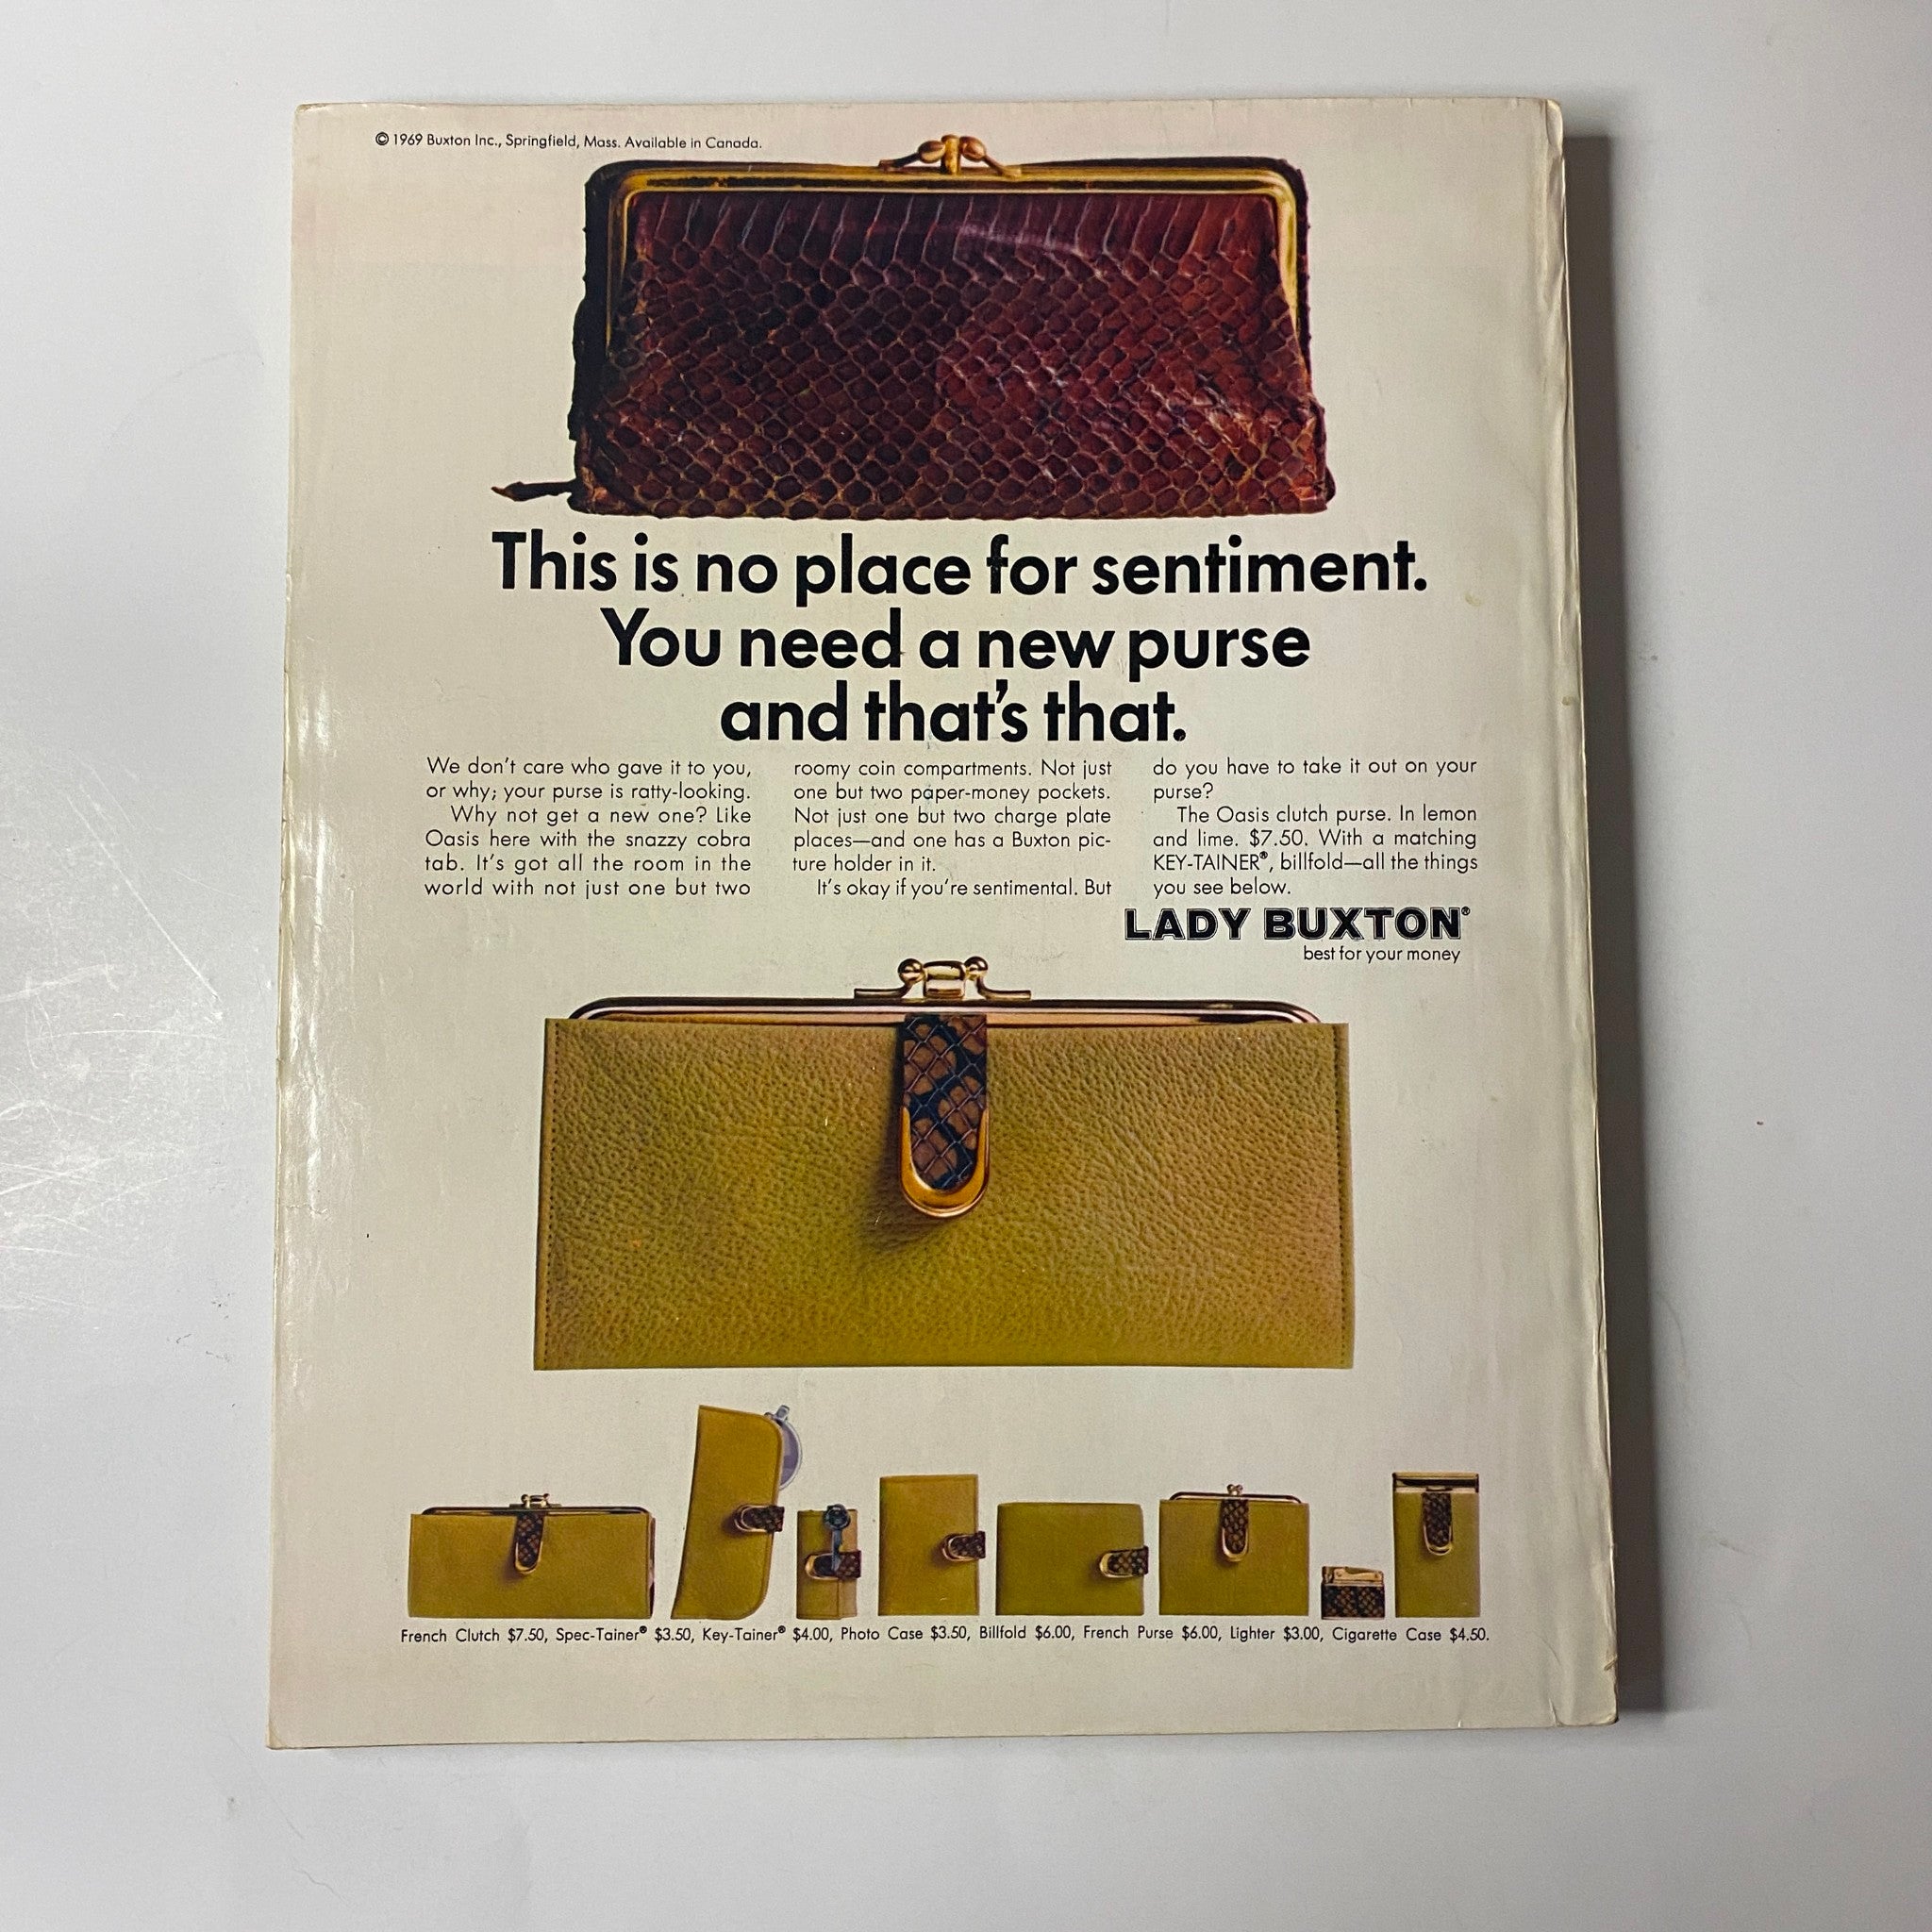 © 1969 Buxton Inc., Springfield, Mass. Available in Canada.
This is no place for sentiment.
You need a new purse
and that's that.
We don't care who gave it to you,
or why; your purse is ratty-looking.
Why not get a new one? Like
Oasis here with the snazzy cobra
tab. It's got all the room in the
world with not just one but two
roomy coin compartments. Not just
one but two paper-money pockets.
Not just one but two charge plate
places—and one has a Buxton pic-
ture holder in it.
It's okay if you're sentimental. But
do you have to take it out on your
purse?
The Oasis clutch purse. In lemon
and lime. $7.50. With a matching
KEY-TAINER®, billfold—all the things
you see below.
LADY BUXTON®
best for your money
French Clutch $7.50, Spec-Tainer® $3.50, Key-Tainer® $4.00, Photo Case $3.50, Billfold $6.00, French Purse $6.00, Lighter $3.00, Cigarette Case $4.50.